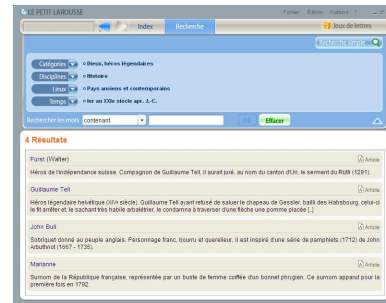 LE PETIT LAROUSSE
Fichier Édition Options ?
Index Recherche Jeux de lettres
Recherche simple
Catégories Dieux, héros légendaires
Disciplines Histoire
Lieux Pays anciens et contemporains
Temps Ier au XXIe siècle apr. J.-C.
Rechercher les mots contenant OK Effacer
4 Résultats
Fürst (Walter) Article
Héros de l'indépendance suisse. Compagnon de Guillaume Tell, il aurait juré, au nom du canton d'Uri, le serment du Rütli (1291).
Guillaume Tell Article
Héros légendaire helvétique (XIVe siècle). Guillaume Tell ayant refusé de saluer le chapeau de Gessler, bailli des Habsbourg, celui-ci
le fit arrêter et, le sachant très habile arbalétrier, le condamna à traverser d'une flèche une pomme placée [..]
John Bull Article
Sobriquet donné au peuple anglais. Personnage franc, bourru et querelleur, il est inspiré d'une série de pamphlets (1712) de John
Arbuthnot (1667 - 1735).
Marianne Article
Surnom de la République française, représentée par un buste de femme coiffée d'un bonnet phrygien. Ce surnom apparut pour la
première fois en 1792.